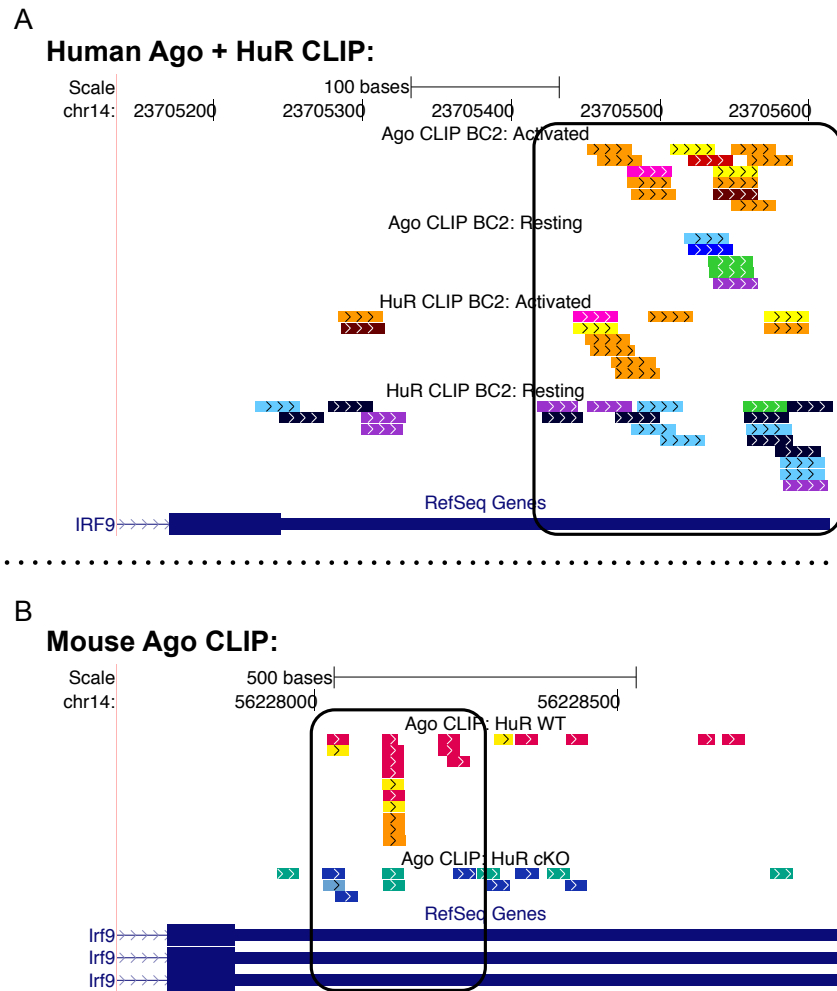 A
Human Ago + HuR CLIP:
Scale 100 bases
chr14: 23705200 23705300 23705400 23705500 23705600
Ago CLIP BC2: Activated
Ago CLIP BC2: Resting
HuR CLIP BC2: Activated
HuR CLIP BC2: Resting
RefSeq Genes
IRF9
B
Mouse Ago CLIP:
Scale 500 bases
chr14: 56228000 56228500
Ago CLIP: HuR WT
Ago CLIP: HuR cKO
RefSeq Genes
Irf9
Irf9
Irf9